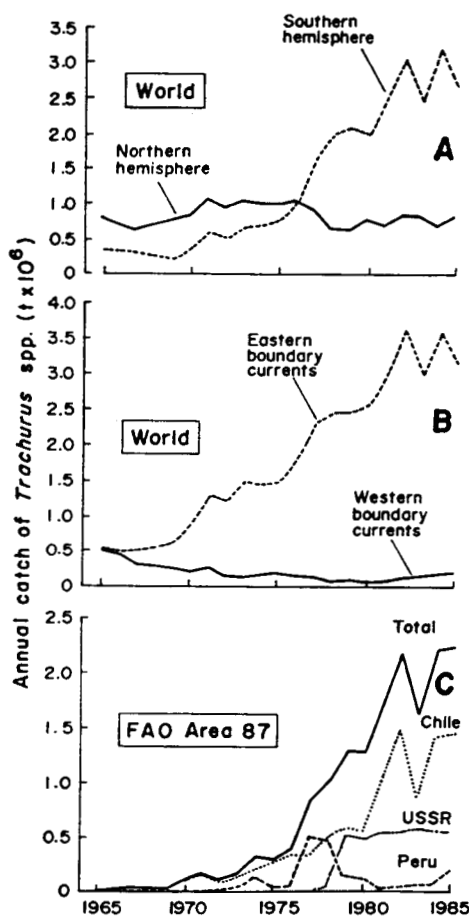 Annual catch of Trachurus spp. (t x 10⁶)
3.5
3.0
2.5
2.0
1.5
1.0
0.5
0
Southern
hemisphere
World
Northern
hemisphere
A
4.0
3.5
3.0
2.5
2.0
1.5
1.0
0.5
0
Eastern
boundary
currents
World
B
Western
boundary
currents
2.5
2.0
1.5
1.0
0.5
0
Total
C
FAO Area 87
Chile
USSR
Peru
1965 1970 1975 1980 1985